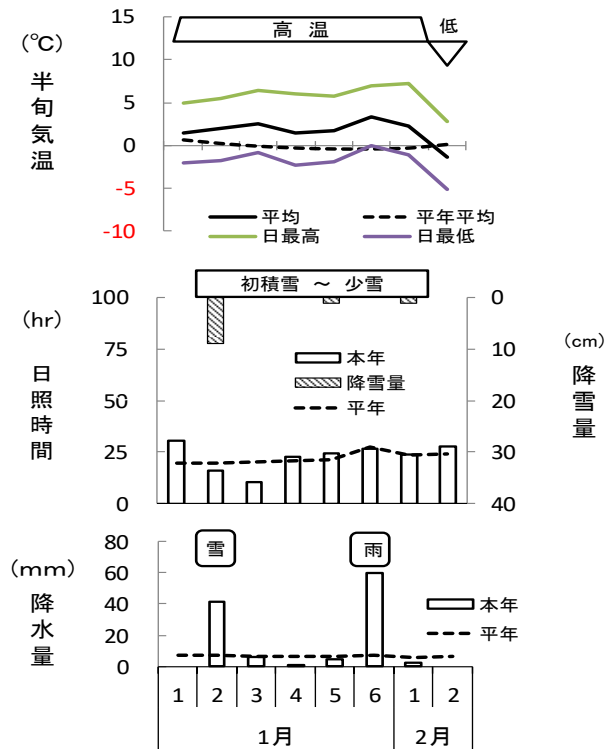 (℃)
半旬気温
高温 低
15
10
5
0
-5
-10
平均 平年平均
日最高 日最低
初積雪 ~ 少雪
(hr)
日照時間
100
75
50
25
0
(cm)
降雪量
0
10
20
30
40
本年
降雪量
平年
(mm)
降水量
80
60
40
20
0
雪 雨
本年
平年
1 2 3 4 5 6 1 2
1月 2月